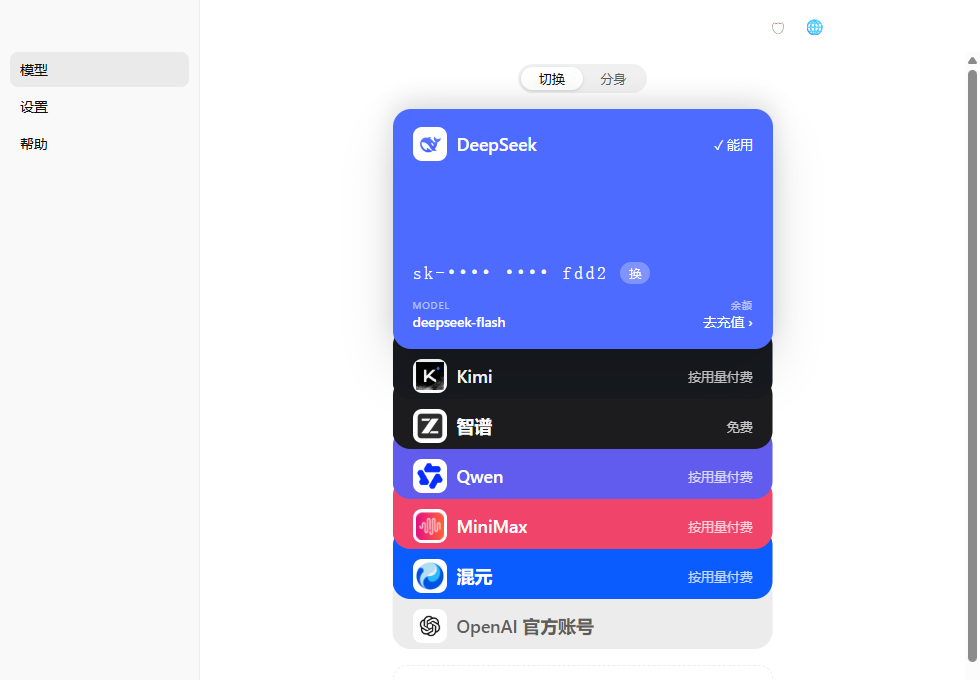 模型
设置
帮助
切换 分身
DeepSeek ✓ 能用
sk-•••• •••• fdd2 换
MODEL 余额
deepseek-flash 去充值 ›
Kimi 按用量付费
智谱 免费
Qwen 按用量付费
MiniMax 按用量付费
混元 按用量付费
OpenAI 官方账号